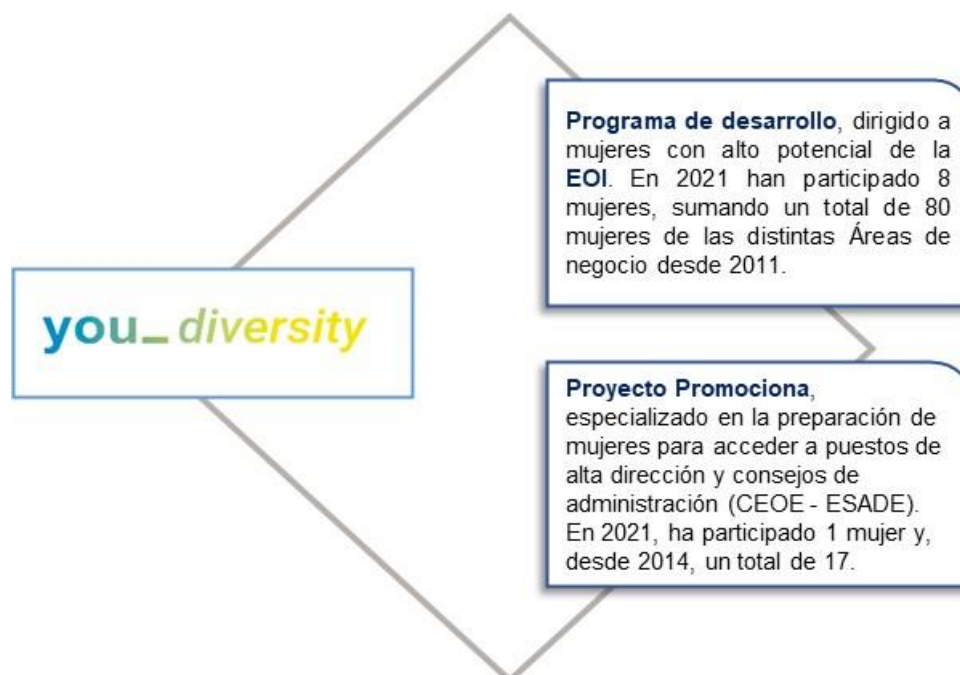 you_ diversity
Programa de desarrollo, dirigido a
mujeres con alto potencial de la
EOI. En 2021 han participado 8
mujeres, sumando un total de 80
mujeres de las distintas Áreas de
negocio desde 2011.
Proyecto Promociona,
especializado en la preparación de
mujeres para acceder a puestos de
alta dirección y consejos de
administración (CEOE - ESADE).
En 2021, ha participado 1 mujer y,
desde 2014, un total de 17.